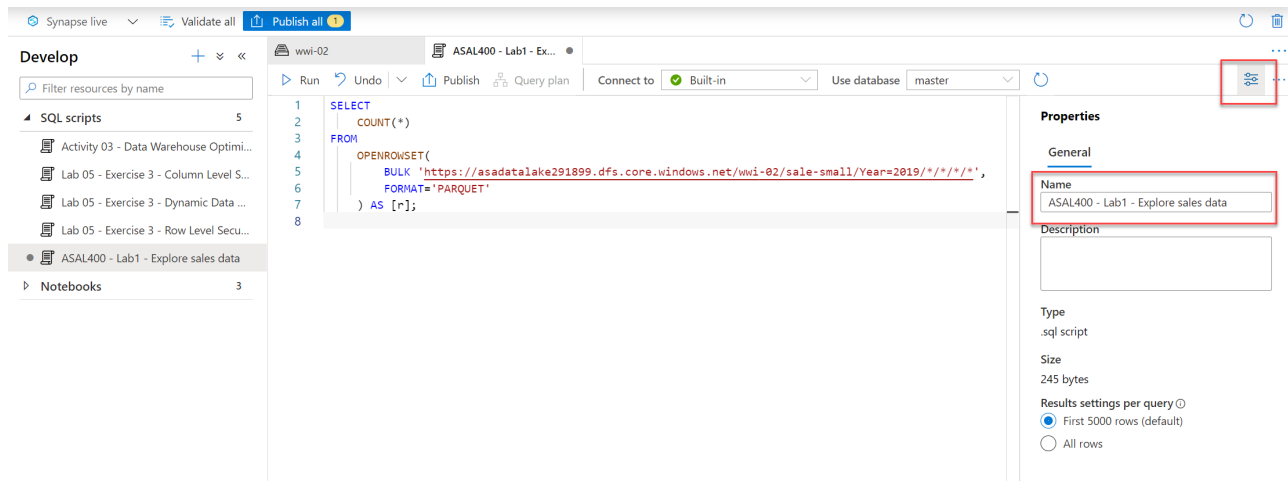 Synapse live
Validate all
Publish all 1
Develop
Filter resources by name
SQL scripts 5
Activity 03 - Data Warehouse Optimi...
Lab 05 - Exercise 3 - Column Level S...
Lab 05 - Exercise 3 - Dynamic Data ...
Lab 05 - Exercise 3 - Row Level Secu...
ASAL400 - Lab1 - Explore sales data
Notebooks 3
wwi-02
ASAL400 - Lab1 - Ex...
Run Undo Publish Query plan Connect to Built-in Use database master
1 SELECT
2 COUNT(*)
3 FROM
4 OPENROWSET(
5 BULK 'https://asadatalake291899.dfs.core.windows.net/wwi-02/sale-small/Year=2019/*/*/*/*',
6 FORMAT='PARQUET'
7 ) AS [r];
8
Properties
General
Name
ASAL400 - Lab1 - Explore sales data
Description
Type
.sql script
Size
245 bytes
Results settings per query
First 5000 rows (default)
All rows